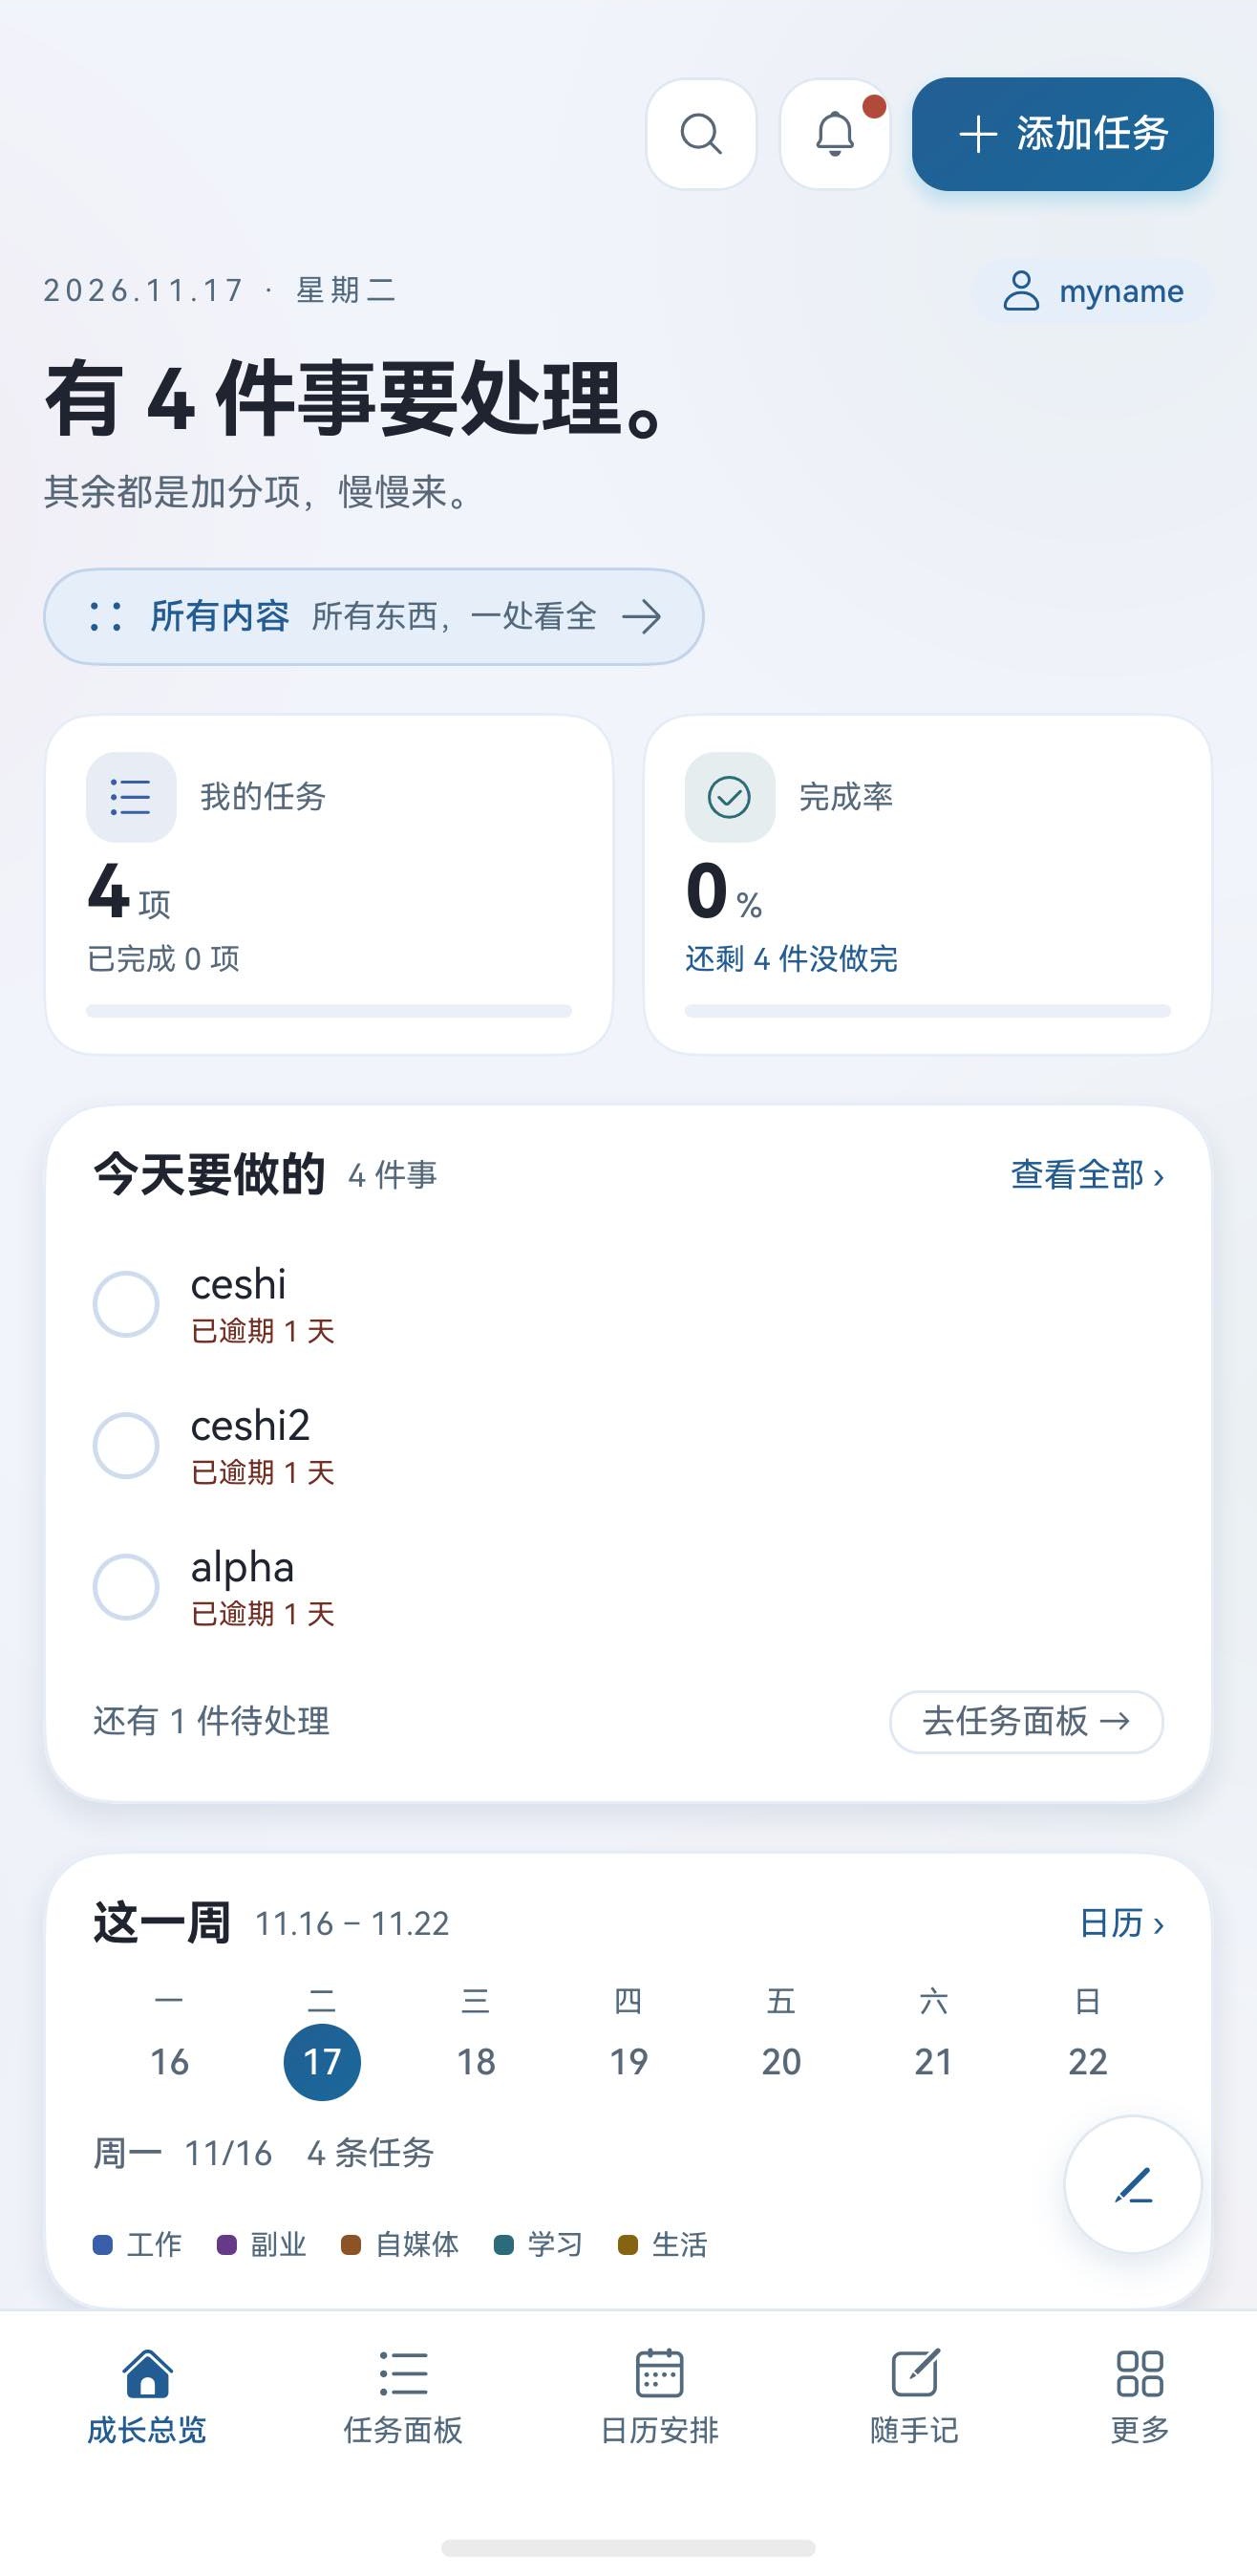 添加任务
2026.11.17 · 星期二
myname
有 4 件事要处理。
其余都是加分项，慢慢来。
所有内容 所有东西，一处看全 →
我的任务
4 项
已完成 0 项
完成率
0 %
还剩 4 件没做完
今天要做的 4 件事
查看全部 ›
ceshi
已逾期 1 天
ceshi2
已逾期 1 天
alpha
已逾期 1 天
还有 1 件待处理
去任务面板 →
这一周 11.16 – 11.22
日历 ›
一 二 三 四 五 六 日
16 17 18 19 20 21 22
周一 11/16 4 条任务
工作 副业 自媒体 学习 生活
成长总览 任务面板 日历安排 随手记 更多